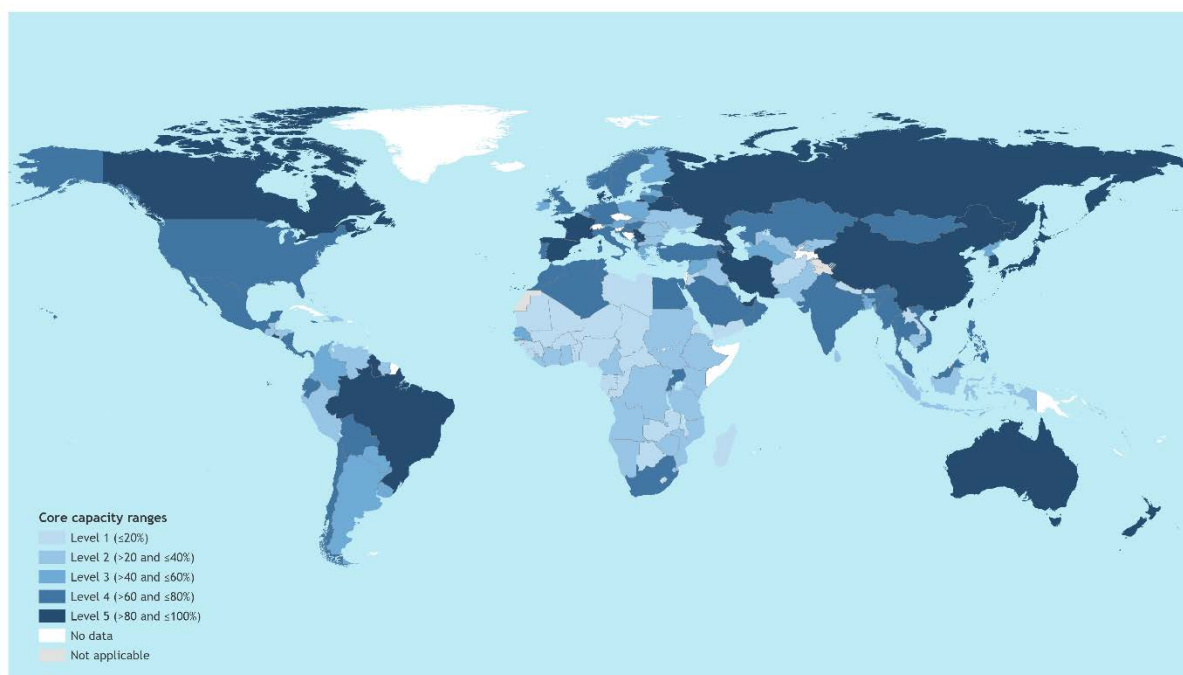 Core capacity ranges
Level 1 (≤20%)
Level 2 (>20 and ≤40%)
Level 3 (>40 and ≤60%)
Level 4 (>60 and ≤80%)
Level 5 (>80 and ≤100%)
No data
Not applicable